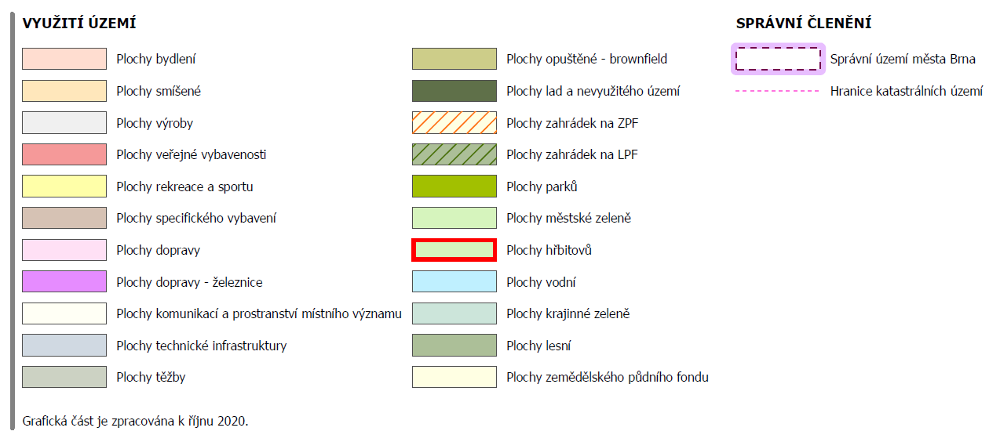 VYUŽITÍ ÚZEMÍ
Plochy bydlení
Plochy smíšené
Plochy výroby
Plochy veřejné vybavenosti
Plochy rekreace a sportu
Plochy specifického vybavení
Plochy dopravy
Plochy dopravy - železnice
Plochy komunikací a prostranství místního významu
Plochy technické infrastruktury
Plochy těžby
Plochy opuštěné - brownfield
Plochy lad a nevyužitého území
Plochy zahrádek na ZPF
Plochy zahrádek na LPF
Plochy parků
Plochy městské zeleně
Plochy hřbitovů
Plochy vodní
Plochy krajinné zeleně
Plochy lesní
Plochy zemědělského půdního fondu
SPRÁVNÍ ČLENĚNÍ
Správní území města Brna
Hranice katastrálních území
Grafická část je zpracována k říjnu 2020.